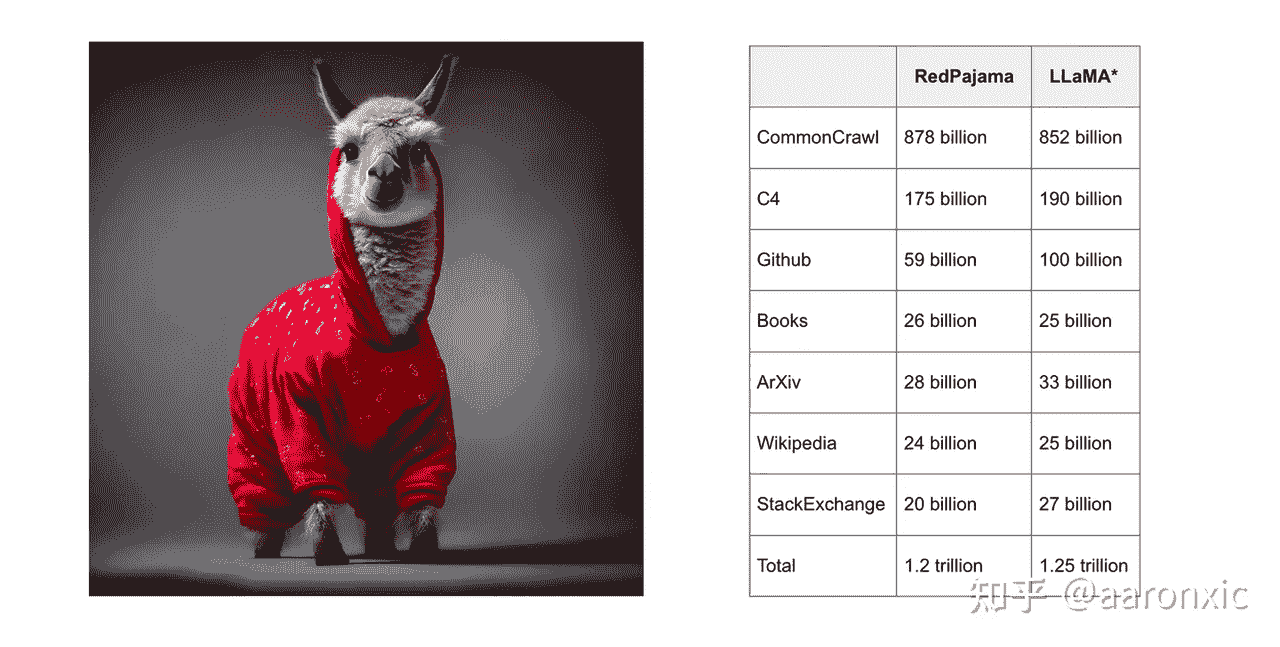 RedPajama LLaMA*
CommonCrawl 878 billion 852 billion
C4 175 billion 190 billion
Github 59 billion 100 billion
Books 26 billion 25 billion
ArXiv 28 billion 33 billion
Wikipedia 24 billion 25 billion
StackExchange 20 billion 27 billion
Total 1.2 trillion 1.25 trillion
知乎 @aaronxic